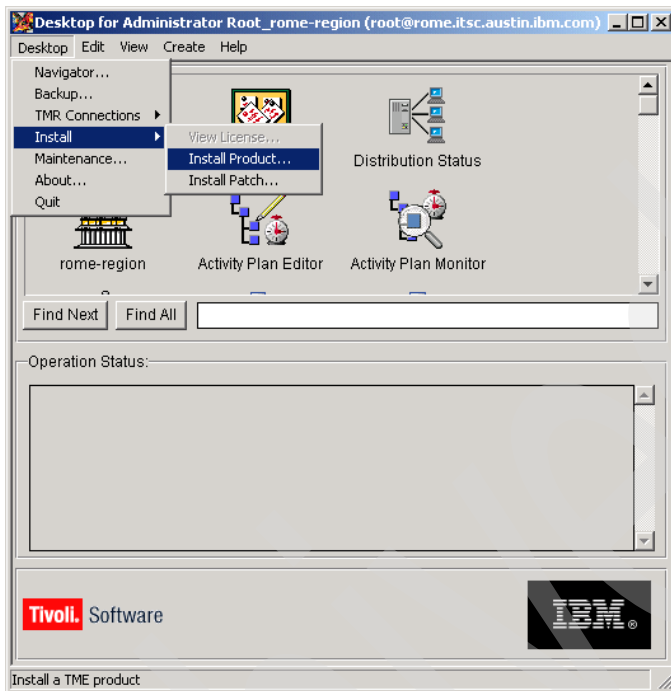 Desktop for Administrator Root_rome-region (root@rome.itsc.austin.ibm.com)
Desktop Edit View Create Help
Navigator...
Backup...
TMR Connections
Install
Maintenance...
About...
Quit
View License...
Install Product...
Install Patch...
Distribution Status
rome-region
Activity Plan Editor
Activity Plan Monitor
Find Next
Find All
Operation Status:
Tivoli. Software
IBM®
Install a TME product